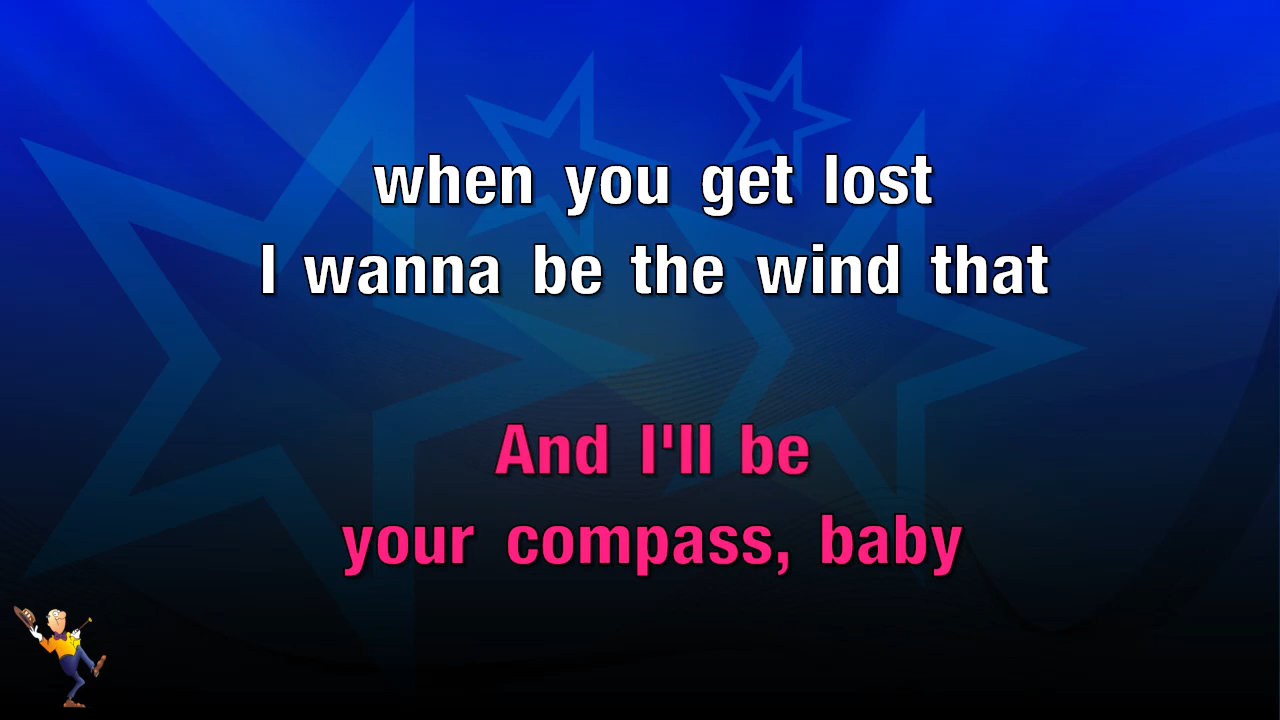 when you get lost
I wanna be the wind that
And I'll be
your compass, baby